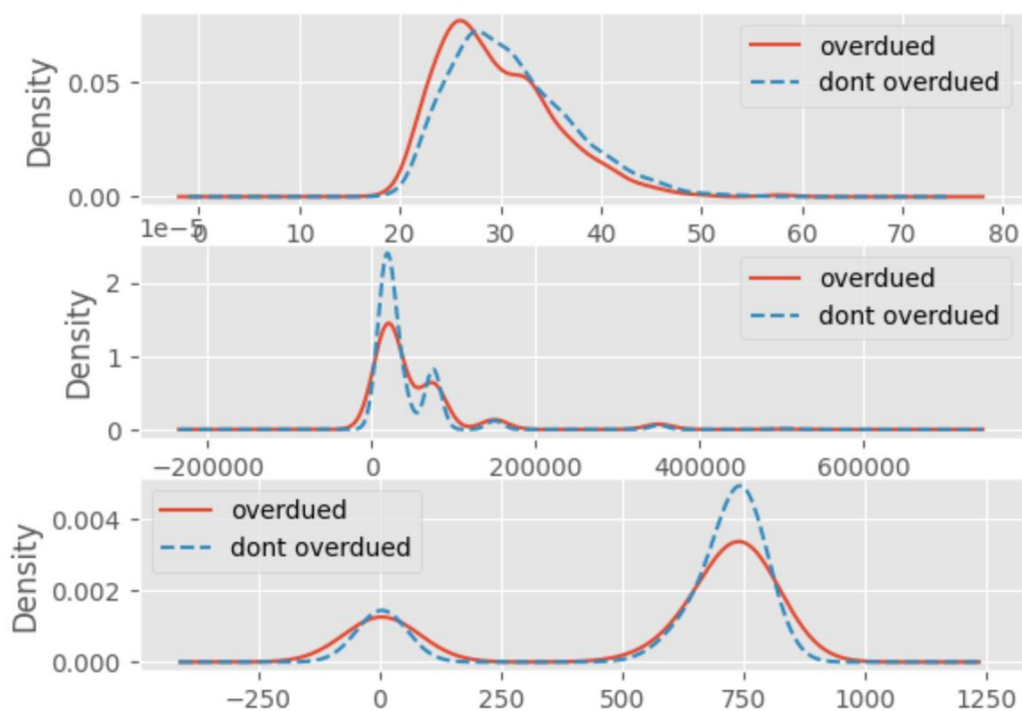 overdued
dont overdued
Density
0.05
0.00
0 10 20 30 40 50 60 70 80
1e−5
overdued
dont overdued
Density
2
1
0
−200000 0 200000 400000 600000
overdued
dont overdued
Density
0.004
0.002
0.000
−250 0 250 500 750 1000 1250